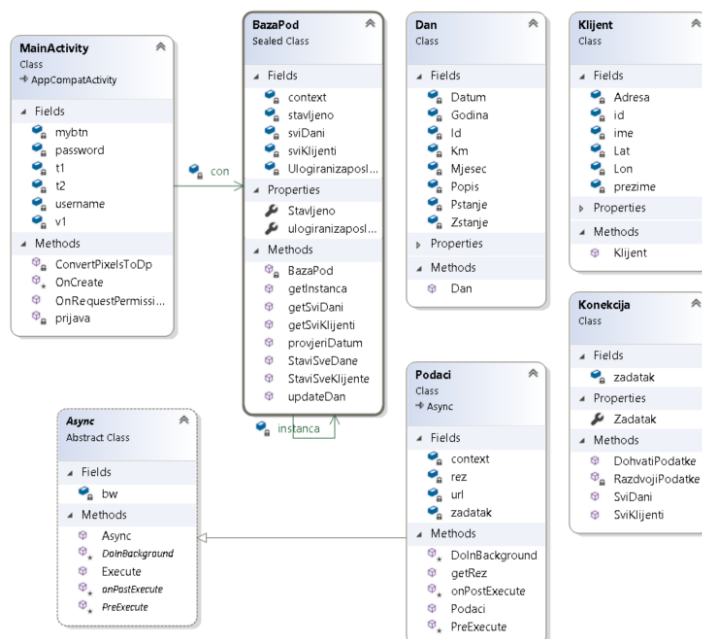 MainActivity
Class
AppCompatActivity
Fields
mybtn
password
t1
t2
username
v1
Methods
ConvertPixelsToDp
OnCreate
OnRequestPermissi...
prijava
con
BazaPod
Sealed Class
Fields
context
stavljeno
sviDani
sviKlijenti
Ulogiranizaposl...
Properties
Stavljeno
ulogiranizaposl...
Methods
BazaPod
getInstanca
getSviDani
getSviKlijenti
provjeriDatum
StaviSveDane
StaviSveKlijente
updateDan
instanca
Dan
Class
Fields
Datum
Godina
Id
Km
Mjesec
Popis
Pstanje
Zstanje
Properties
Methods
Dan
Klijent
Class
Fields
Adresa
id
ime
Lat
Lon
prezime
Properties
Methods
Klijent
Konekcija
Class
Fields
zadatak
Properties
Zadatak
Methods
DohvatiPodatke
RazdvojiPodatke
SviDani
SviKlijenti
Async
Abstract Class
Fields
bw
Methods
Async
DoInBackground
Execute
onPostExecute
PreExecute
Podaci
Class
Async
Fields
context
rez
url
zadatak
Methods
DoInBackground
getRez
onPostExecute
Podaci
PreExecute